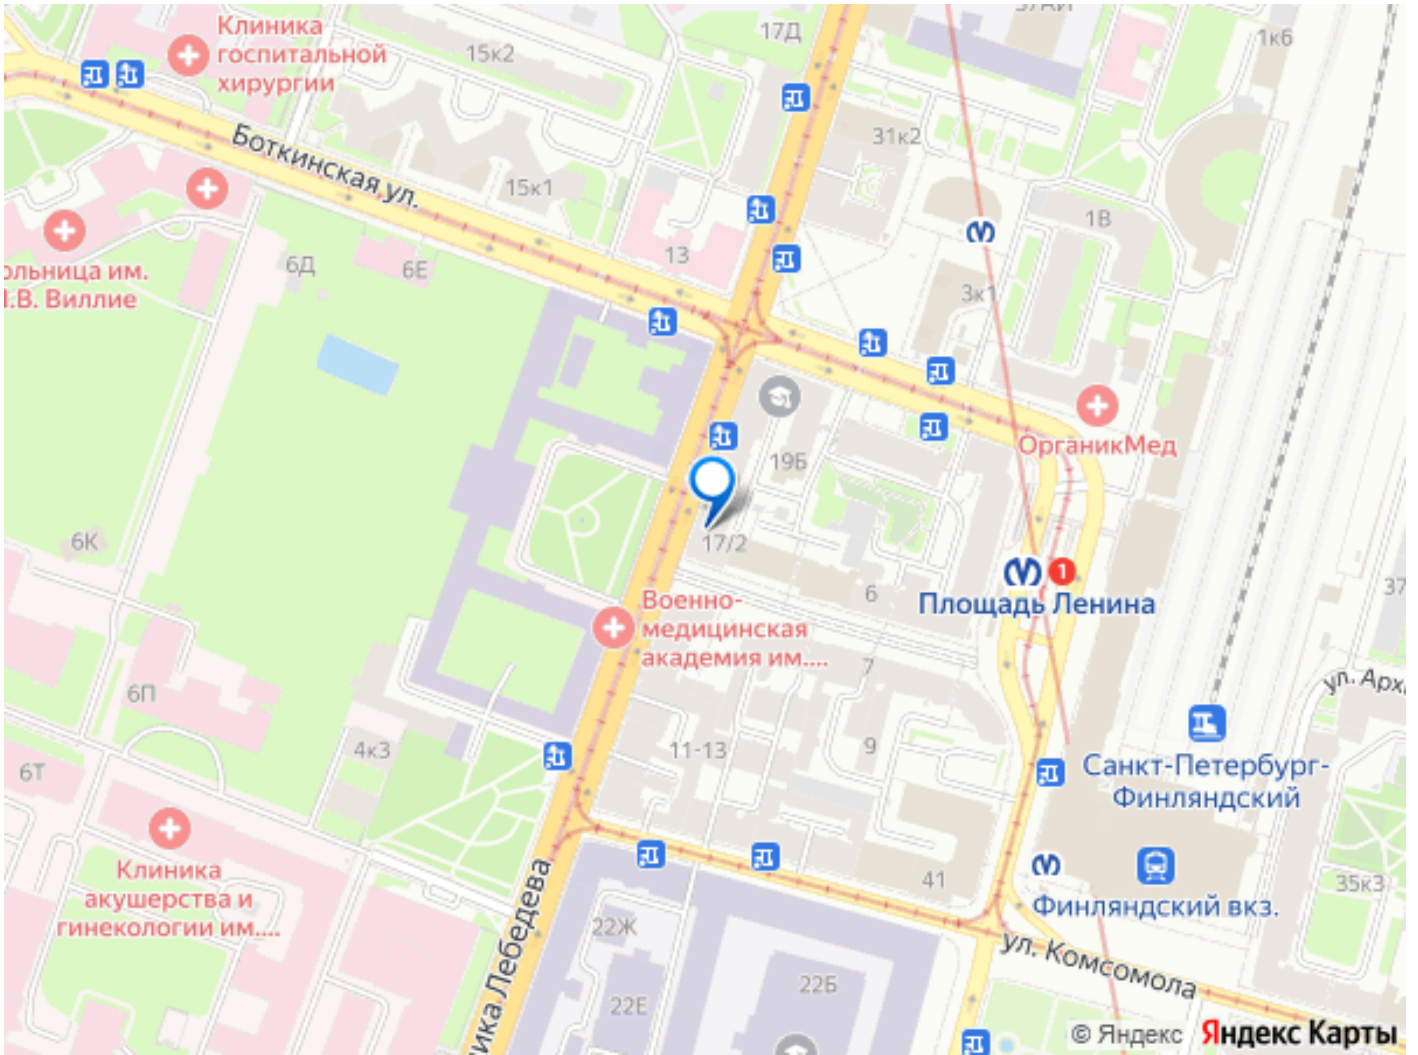 Клиника
госпитальной
хирургии
15к2
17Д
1к6
31к2
Боткинская ул.
15к1
1В
13
6Д
6Е
3к1
ольница им.
.В. Виллие
ОрганикМед
19Б
6К
17/2
6
1
Площадь Ленина
37
Военно-
медицинская
академия им....
7
ул. Архи
6П
4к3
11-13
9
Санкт-Петербург-
Финляндский
6Т
Клиника
акушерства и
гинекологии им....
41
35к3
Финляндский вкз.
ика Лебедева
22Ж
ул. Комсомола
22Е
22Б
© Яндекс Яндекс Карты